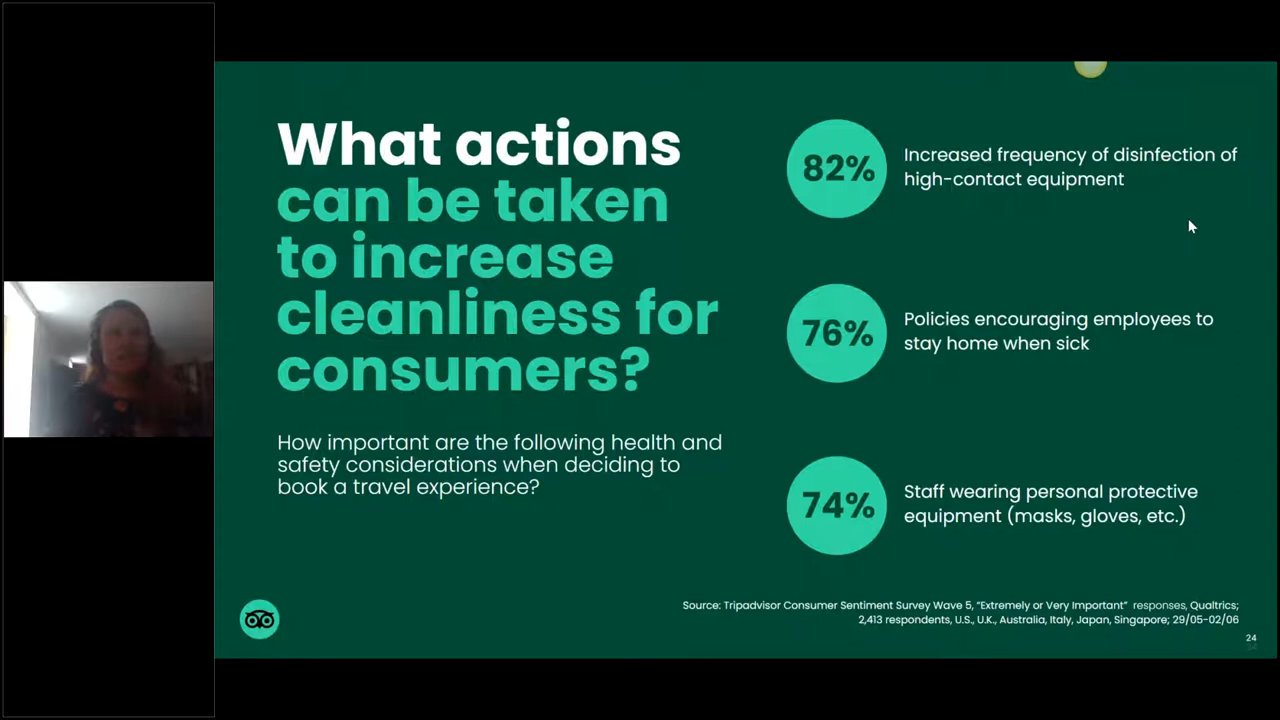 What actions
can be taken
to increase
cleanliness for
consumers?
How important are the following health and
safety considerations when deciding to
book a travel experience?
82%
Increased frequency of disinfection of
high-contact equipment
76%
Policies encouraging employees to
stay home when sick
74%
Staff wearing personal protective
equipment (masks, gloves, etc.)
Source: Tripadvisor Consumer Sentiment Survey Wave 5, “Extremely or Very Important” responses, Qualtrics;
2,413 respondents, U.S., U.K., Australia, Italy, Japan, Singapore; 29/05-02/06
24